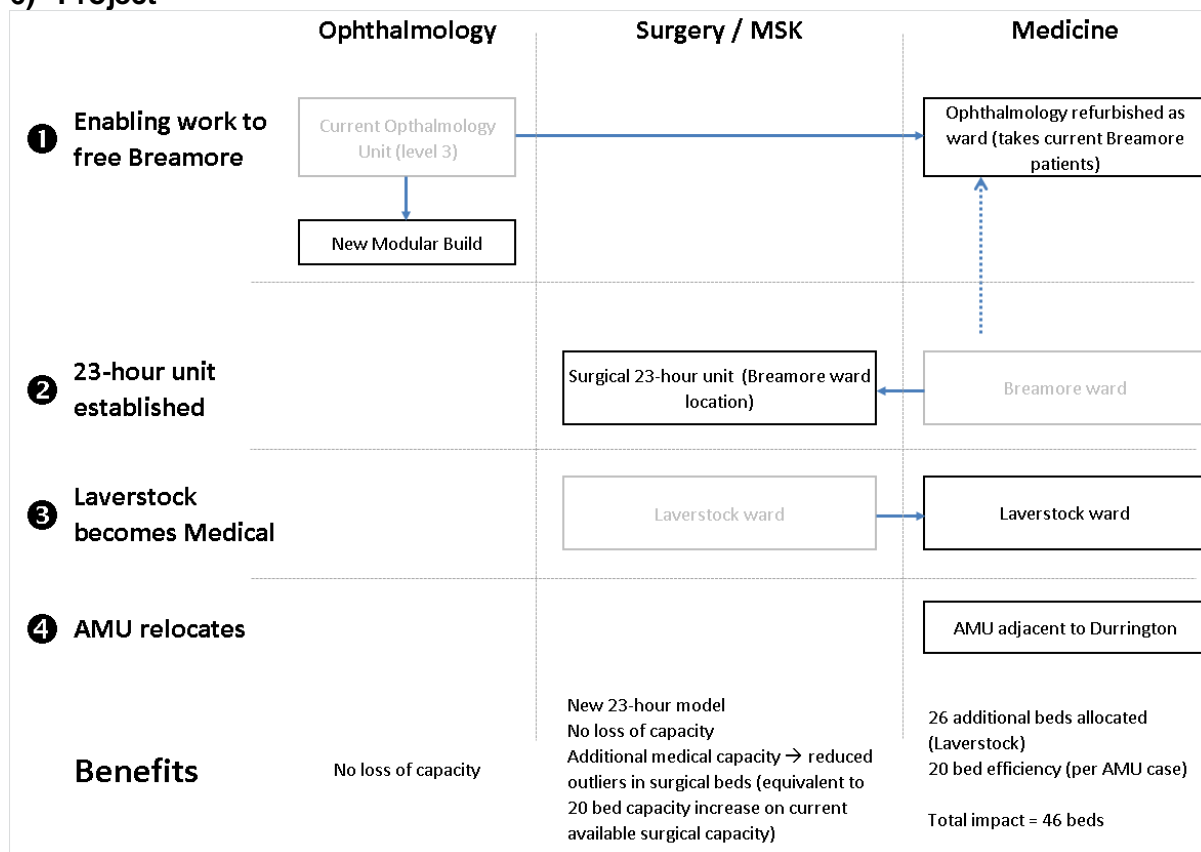 Project
Ophthalmology
Surgery / MSK
Medicine
❶ Enabling work to
free Breamore
Current Opthalmology
Unit (level 3)
Ophthalmology refurbished as
ward (takes current Breamore
patients)
New Modular Build
❷ 23-hour unit
established
Surgical 23-hour unit (Breamore ward
location)
Breamore ward
❸ Laverstock
becomes Medical
Laverstock ward
Laverstock ward
❹ AMU relocates
AMU adjacent to Durrington
Benefits
No loss of capacity
New 23-hour model
No loss of capacity
Additional medical capacity → reduced
outliers in surgical beds (equivalent to
20 bed capacity increase on current
available surgical capacity)
26 additional beds allocated
(Laverstock)
20 bed efficiency (per AMU case)
Total impact = 46 beds